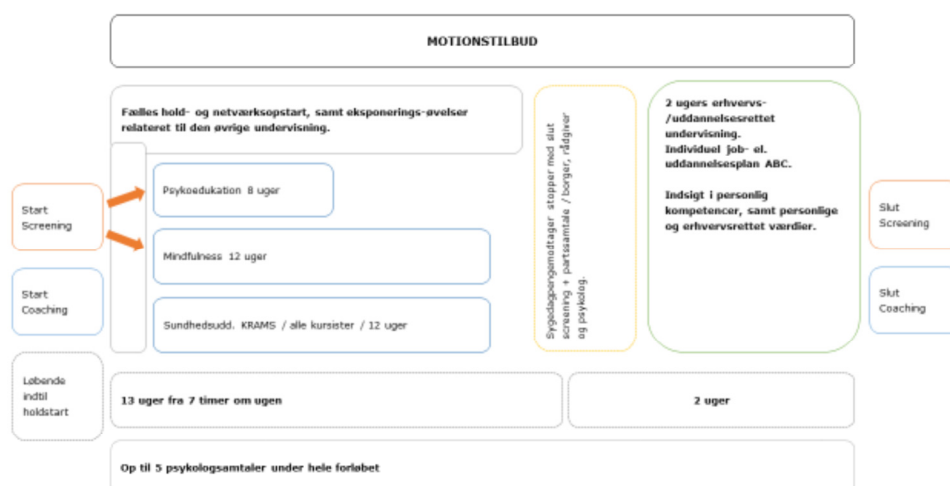 MOTIONSTILBUD
Fælles hold- og netværksopstart, samt eksponerings-øvelser
relateret til den øvrige undervisning.
Start
Screening
Start
Coaching
Løbende
indtil
holdstart
Psykoedukation 8 uger
Mindfulness 12 uger
Sundhedsudd. KRAMS / alle kursister / 12 uger
Sygedagpengemodtager stopper med slut
screening + partssamtale / borger, rådgiver
og psykolog.
2 ugers erhvervs-
/uddannelsesrettet
undervisning.
Individuel job- el.
uddannelsesplan ABC.
Indsigt i personlig
kompetencer, samt personlige
og erhvervsrettet værdier.
Slut
Screening
Slut
Coaching
13 uger fra 7 timer om ugen
2 uger
Op til 5 psykologsamtaler under hele forløbet